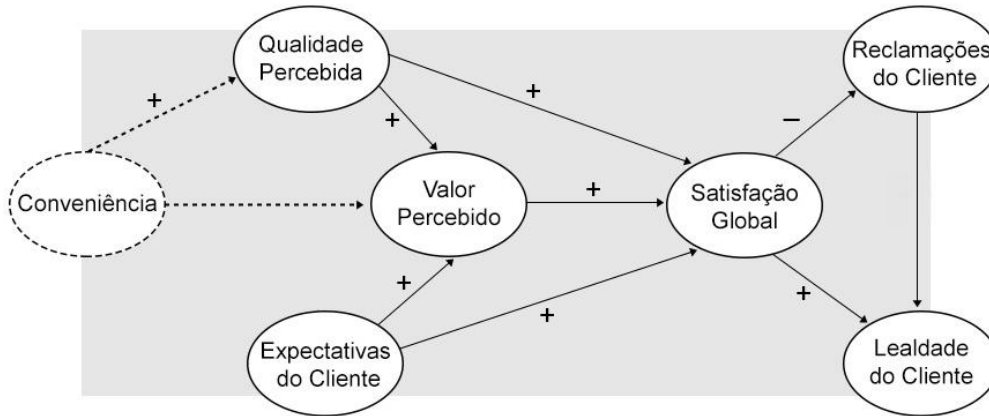 Qualidade
Percebida
Reclamações
do Cliente
+
+
+
–
Conveniência
Valor
Percebido
+
Satisfação
Global
+
+
+
Expectativas
do Cliente
Lealdade
do Cliente